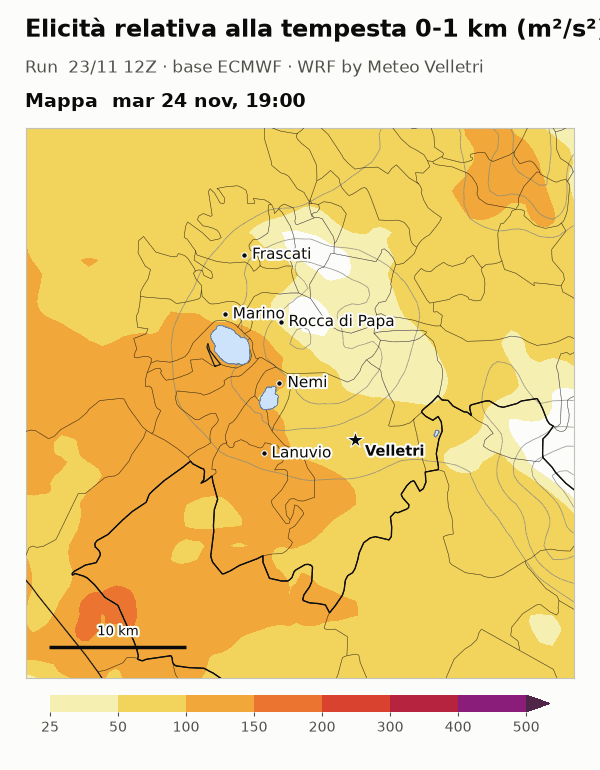 Elicità relativa alla tempesta 0-1 km (m²/s²)
Run  23/11 12Z · base ECMWF · WRF by Meteo Velletri
Mappa  mar 24 nov, 19:00
Frascati
Marino
Rocca di Papa
Nemi
Velletri
Lanuvio
10 km
25 50 100 150 200 300 400 500